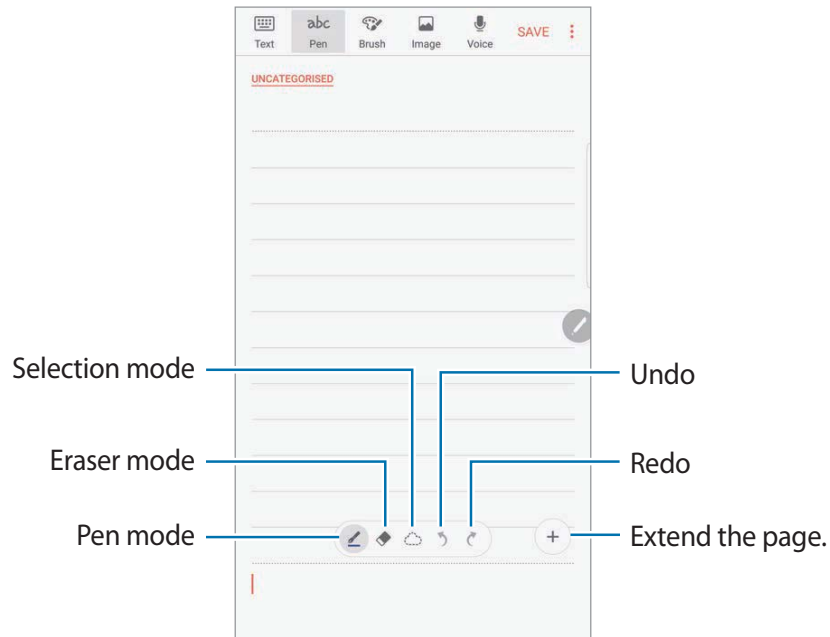 abc
Text Pen Brush Image Voice SAVE
UNCATEGORISED
Selection mode
Undo
Eraser mode
Redo
Pen mode
Extend the page.